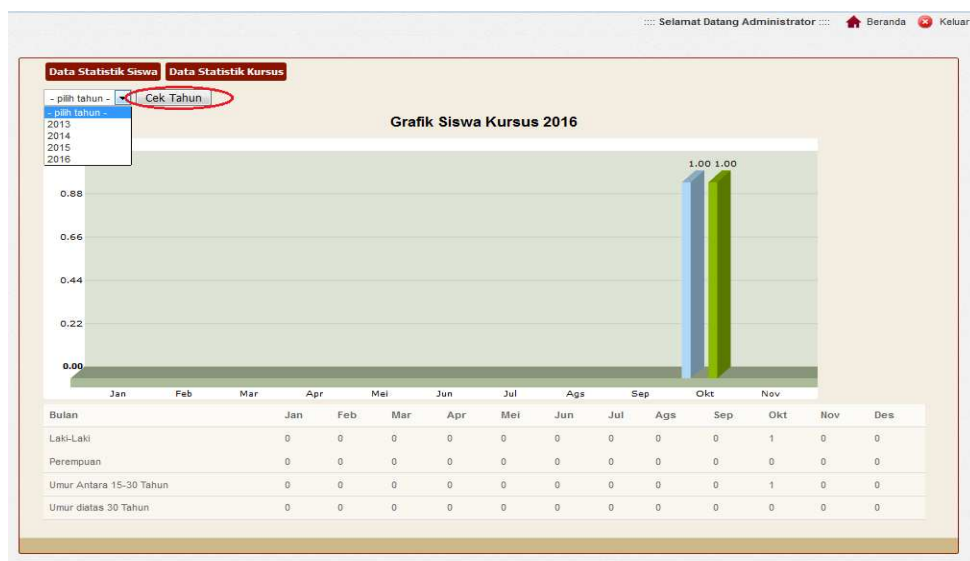 :::: Selamat Datang Administrator :::: Beranda Keluar
Data Statistik Siswa Data Statistik Kursus
- pilih tahun - Cek Tahun
- pilih tahun -
2013
2014
2015
2016
Grafik Siswa Kursus 2016
1.00 1.00
0.88
0.66
0.44
0.22
0.00
Jan Feb Mar Apr Mei Jun Jul Ags Sep Okt Nov
Bulan Jan Feb Mar Apr Mei Jun Jul Ags Sep Okt Nov Des
Laki-Laki 0 0 0 0 0 0 0 0 0 1 0 0
Perempuan 0 0 0 0 0 0 0 0 0 0 0 0
Umur Antara 15-30 Tahun 0 0 0 0 0 0 0 0 0 1 0 0
Umur diatas 30 Tahun 0 0 0 0 0 0 0 0 0 0 0 0